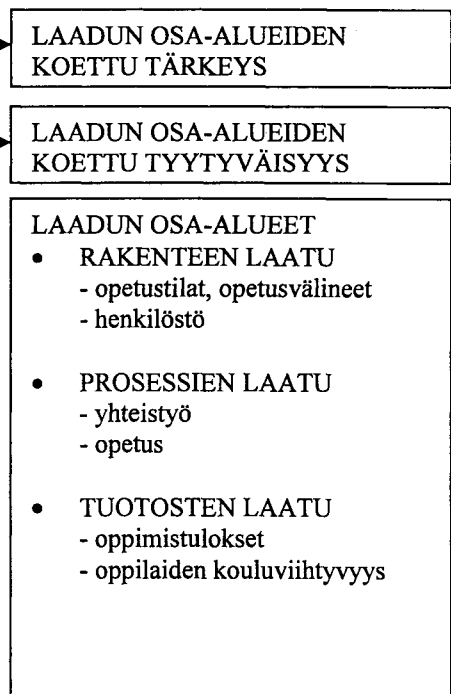 LAADUN OSA-ALUEIDEN
KOETTU TÄRKEYS
LAADUN OSA-ALUEIDEN
KOETTU TYYTYVÄISYYS
LAADUN OSA-ALUEET
• RAKENTEEN LAATU
- opetustilat, opetusvälineet
- henkilöstö
• PROSESSIEN LAATU
- yhteistyö
- opetus
• TUOTOSTEN LAATU
- oppimistulokset
- oppilaiden kouluviihtyvyys